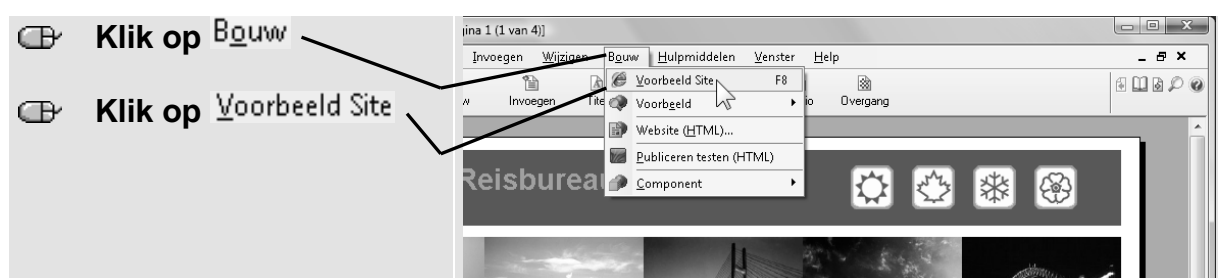 Klik op Bouw
Klik op Voorbeeld Site
gina 1 (1 van 4)]
Invoegen Wijzigen Bouw Hulpmiddelen Venster Help
Voorbeeld Site F8
Invoegen Overgang
Voorbeeld
Website (HTML)...
Publiceren testen (HTML)
Component
Reisbureau